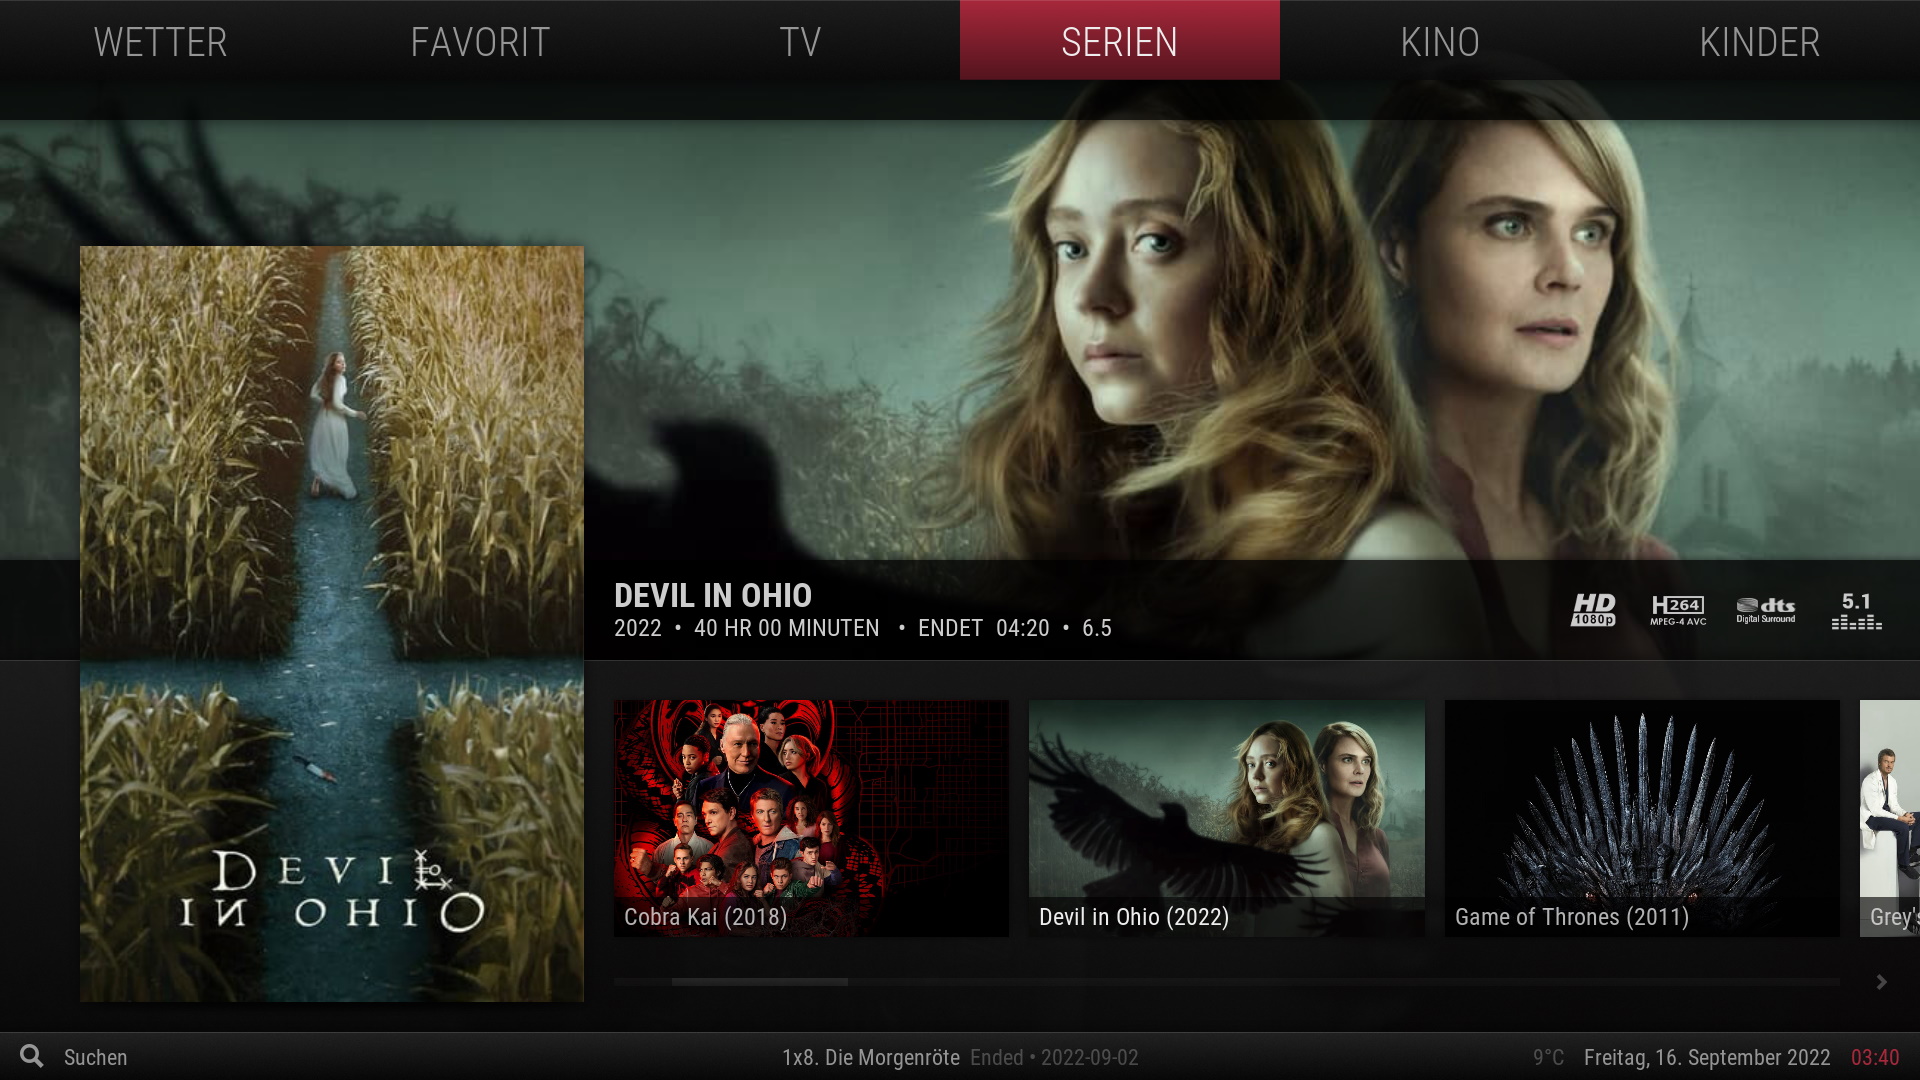 WETTER
FAVORIT
TV
SERIEN
KINO
KINDER
DEVIL
IN OHIO
DEVIL IN OHIO
2022 • 40 HR 00 MINUTEN • ENDET 04:20 • 6.5
HD
1080p
H264
MPEG-4 AVC
dts
Digital Surround
5.1
Cobra Kai (2018)
Devil in Ohio (2022)
Game of Thrones (2011)
Grey's
Suchen
1x8. Die Morgenröte Ended • 2022-09-02
9°C Freitag, 16. September 2022 03:40